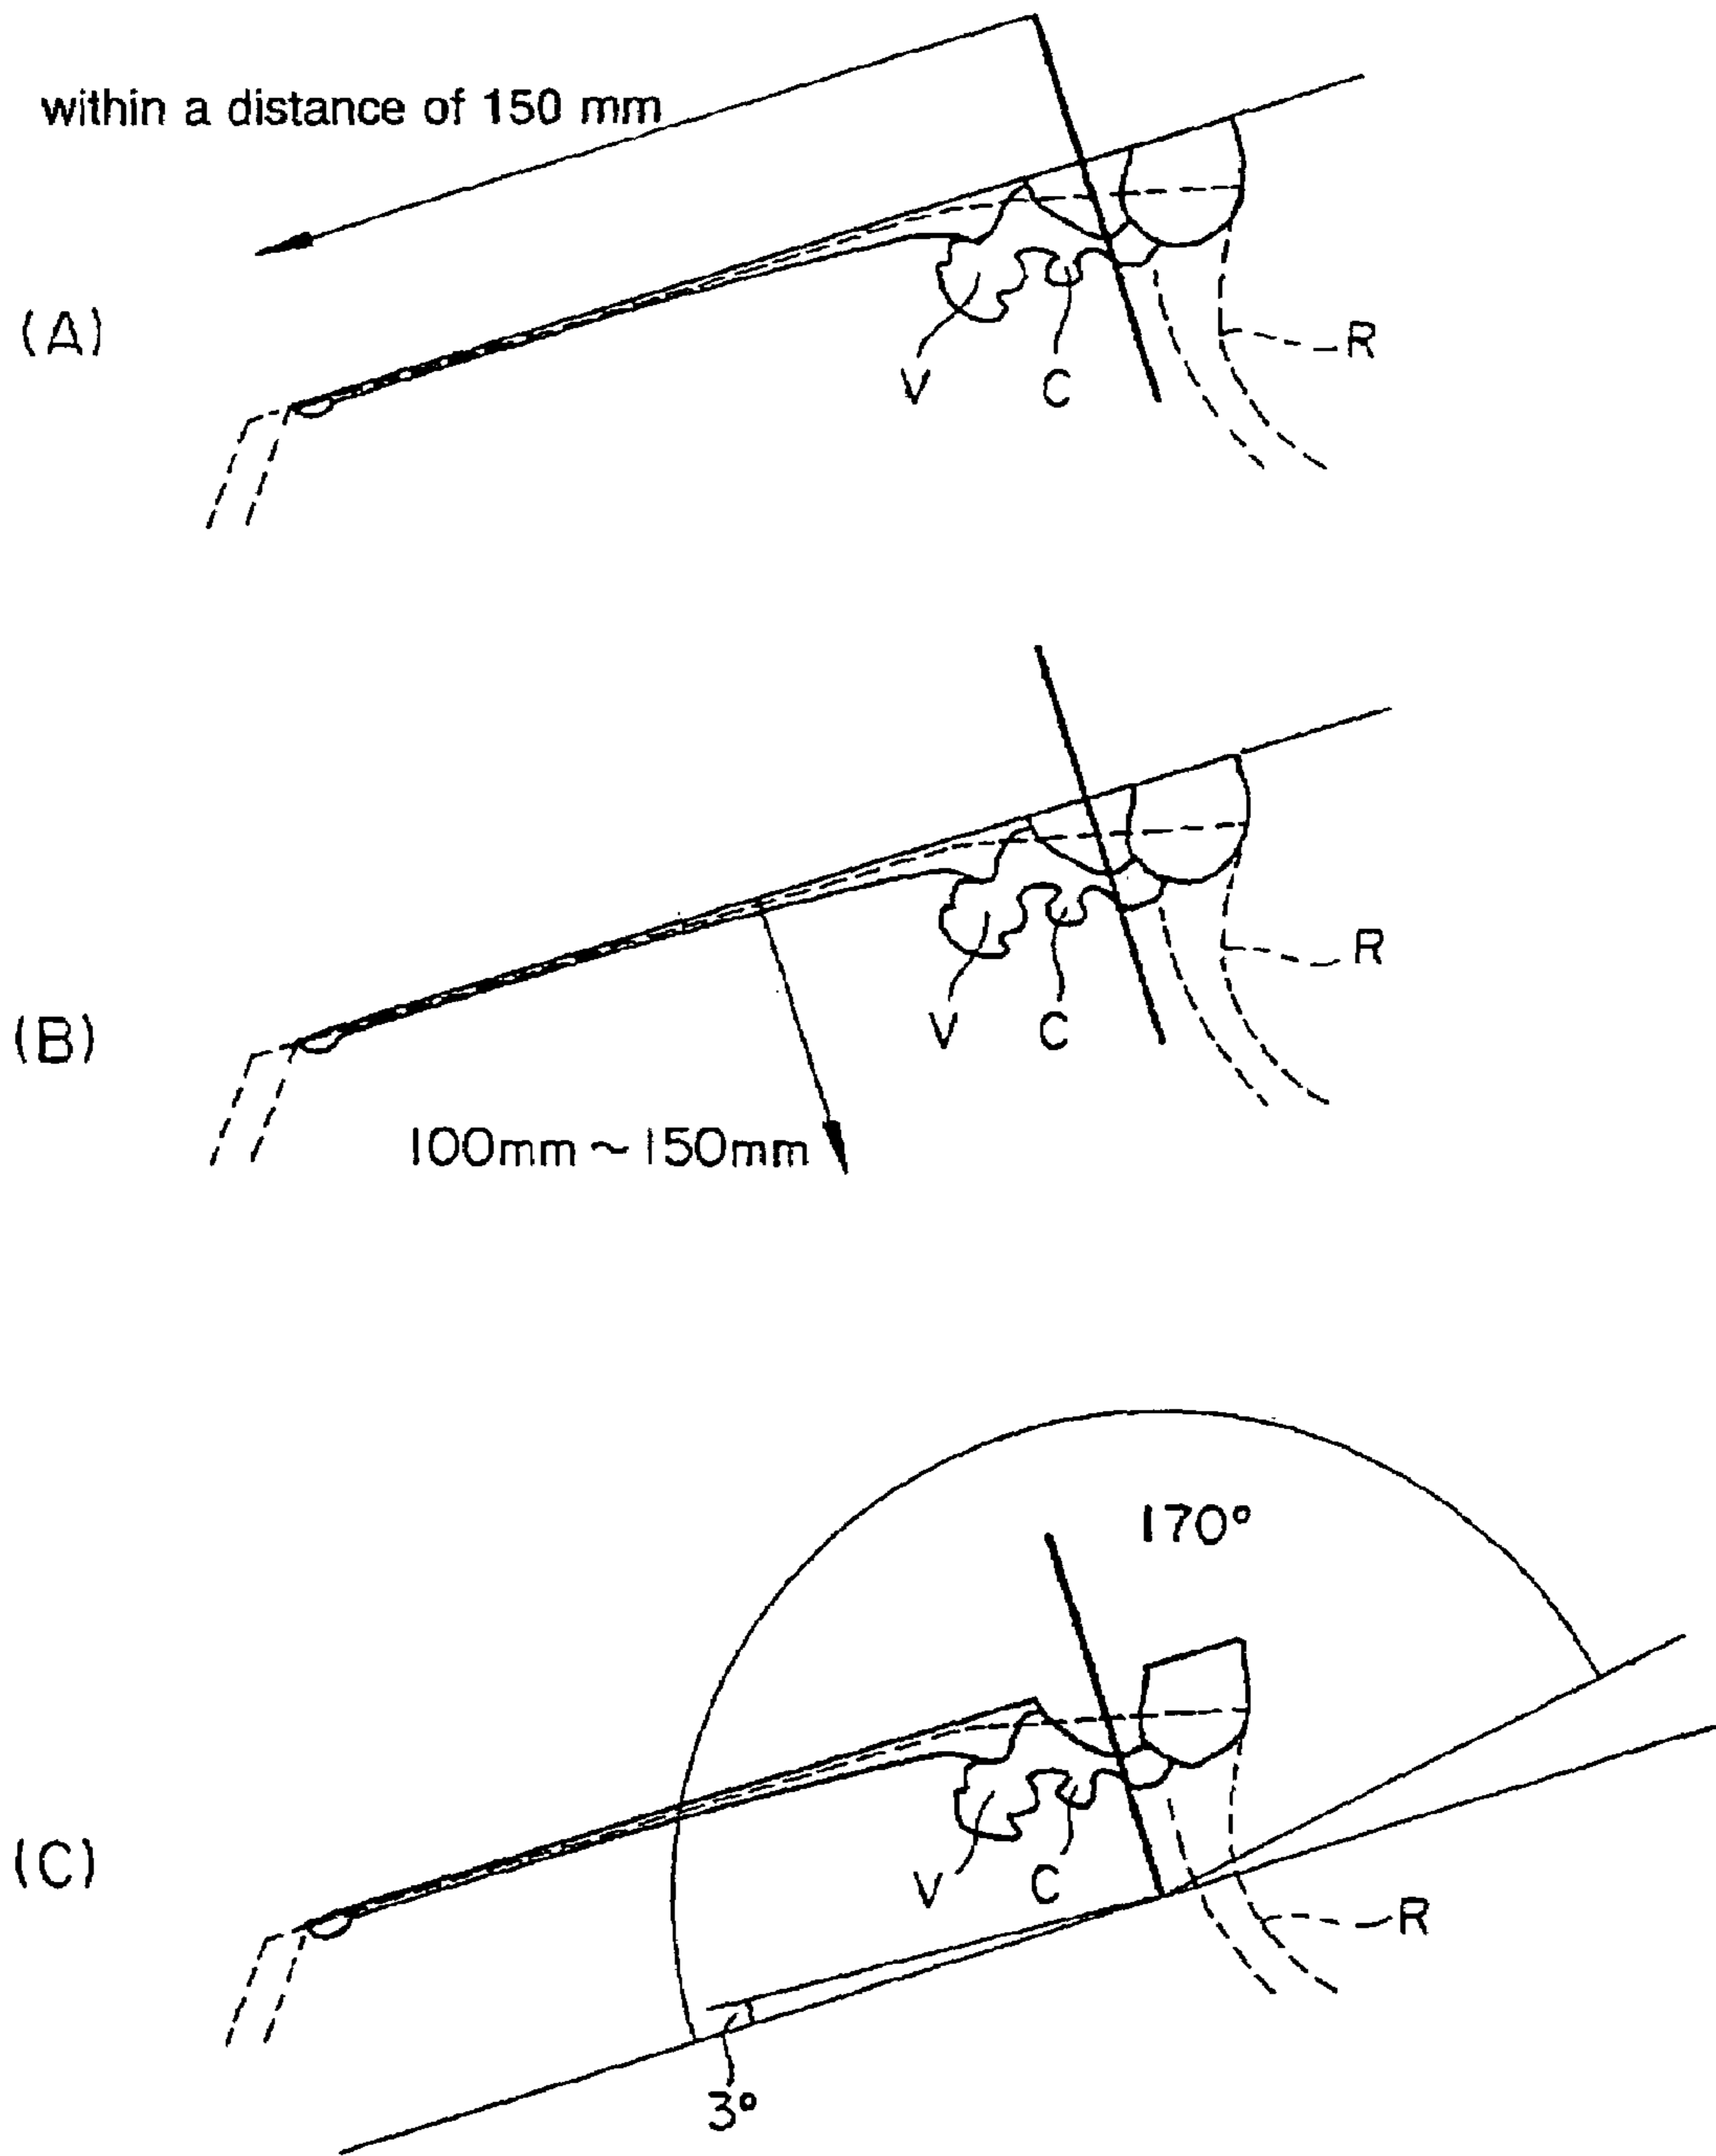 within a distance of 150 mm
(A)
R
V
C
(B)
R
V
C
100mm ~ 150mm
170°
(C)
V
C
R
3°